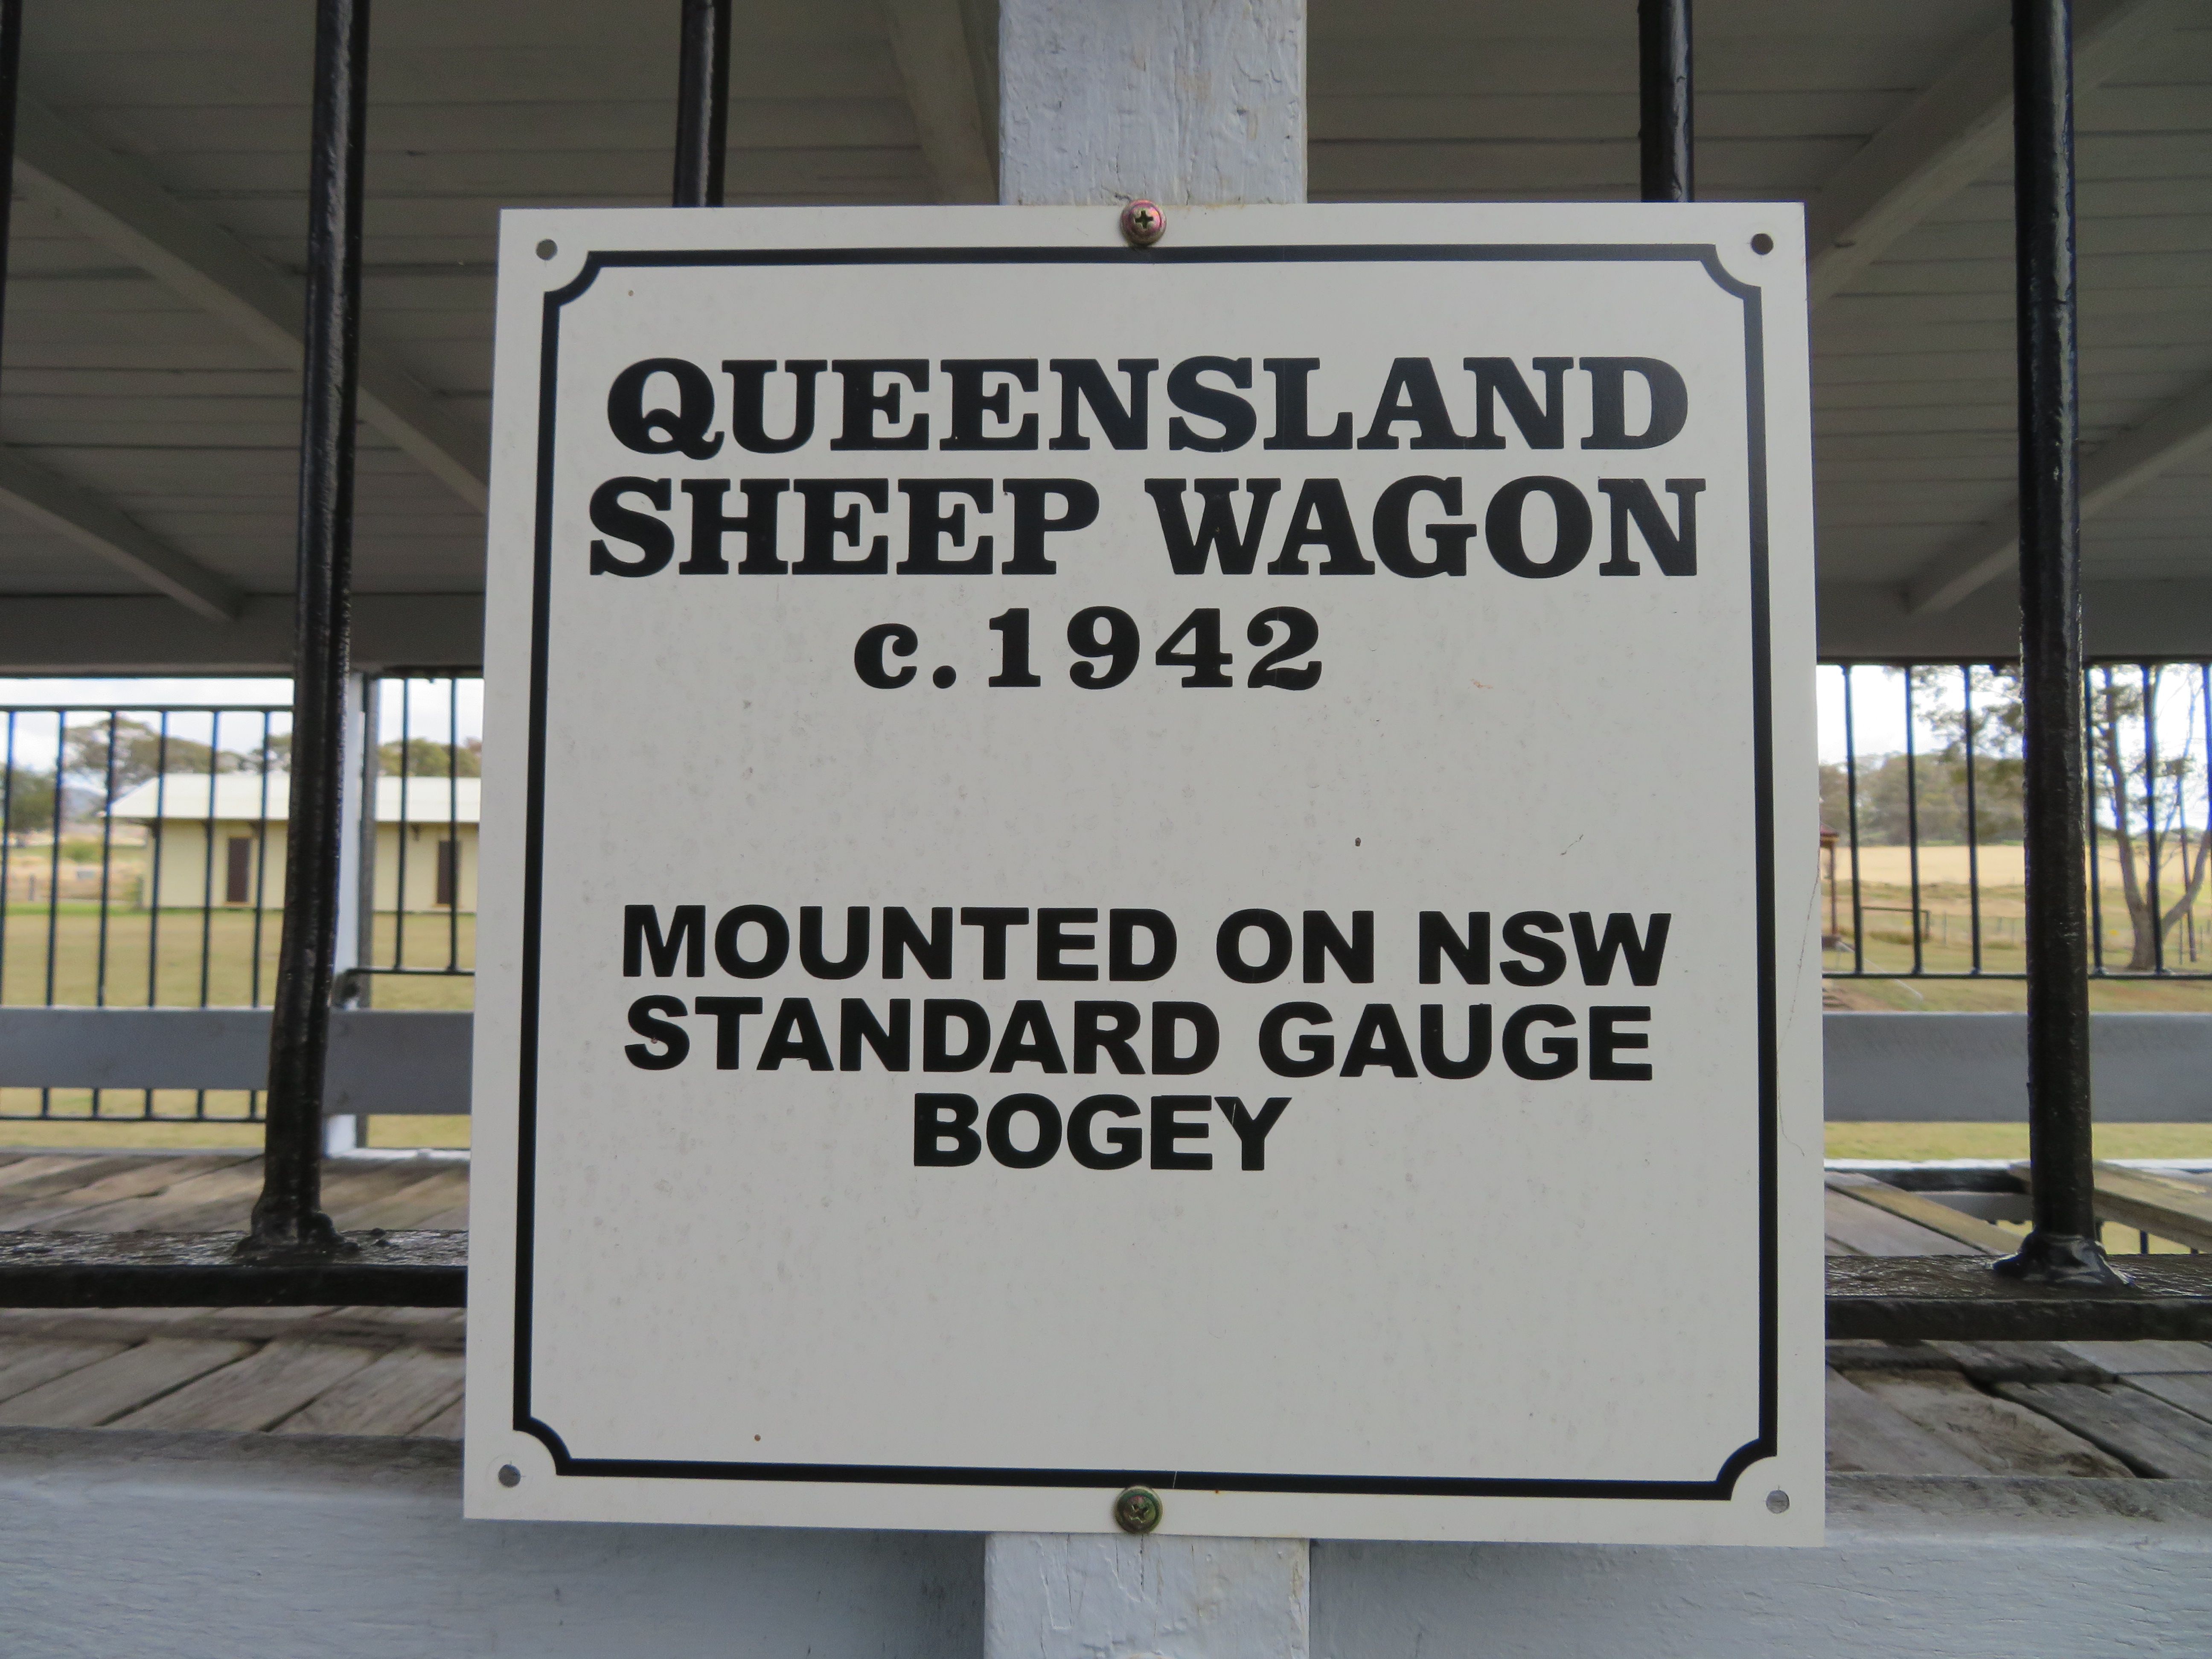 QUEENSLAND
SHEEP WAGON
c.1942
MOUNTED ON NSW
STANDARD GAUGE
BOGEY